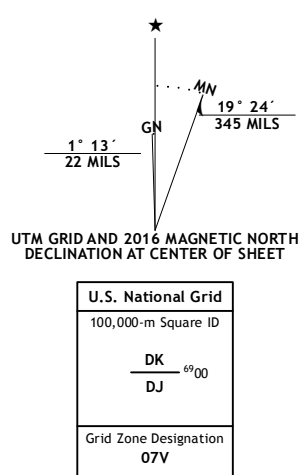 ★
MN
GN
19° 24´
345 MILS
1° 13´
22 MILS
UTM GRID AND 2016 MAGNETIC NORTH
DECLINATION AT CENTER OF SHEET
U.S. National Grid
100,000-m Square ID
DK
6900
DJ
Grid Zone Designation
07V